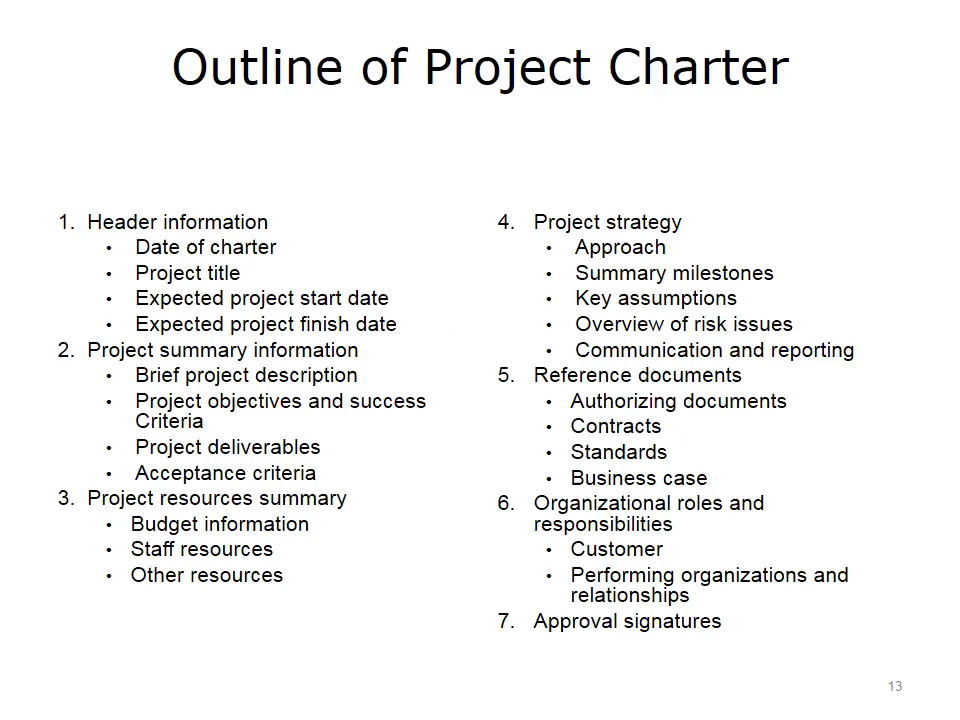 Outline of Project Charter
1. Header information
• Date of charter
• Project title
• Expected project start date
• Expected project finish date
2. Project summary information
• Brief project description
• Project objectives and success
Criteria
• Project deliverables
• Acceptance criteria
3. Project resources summary
• Budget information
• Staff resources
• Other resources
4. Project strategy
• Approach
• Summary milestones
• Key assumptions
• Overview of risk issues
• Communication and reporting
5. Reference documents
• Authorizing documents
• Contracts
• Standards
• Business case
6. Organizational roles and
responsibilities
• Customer
• Performing organizations and
relationships
7. Approval signatures
13